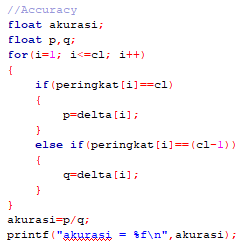 //Accuracy
float akurasi;
float p,q;
for(i=1; i<=cl; i++)
{
if(peringkat[i]==cl)
{
p=delta[i];
}
else if(peringkat[i]==(cl-1))
{
q=delta[i];
}
}
akurasi=p/q;
printf("akurasi = %f\n",akurasi);